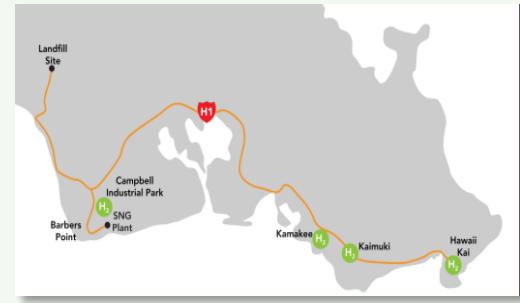 Landfill
Site
H1
Campbell
Industrial Park
H2
SNG
Plant
Barbers
Point
Kamakee
H2
Kaimuki
H2
Hawaii
Kai
H2